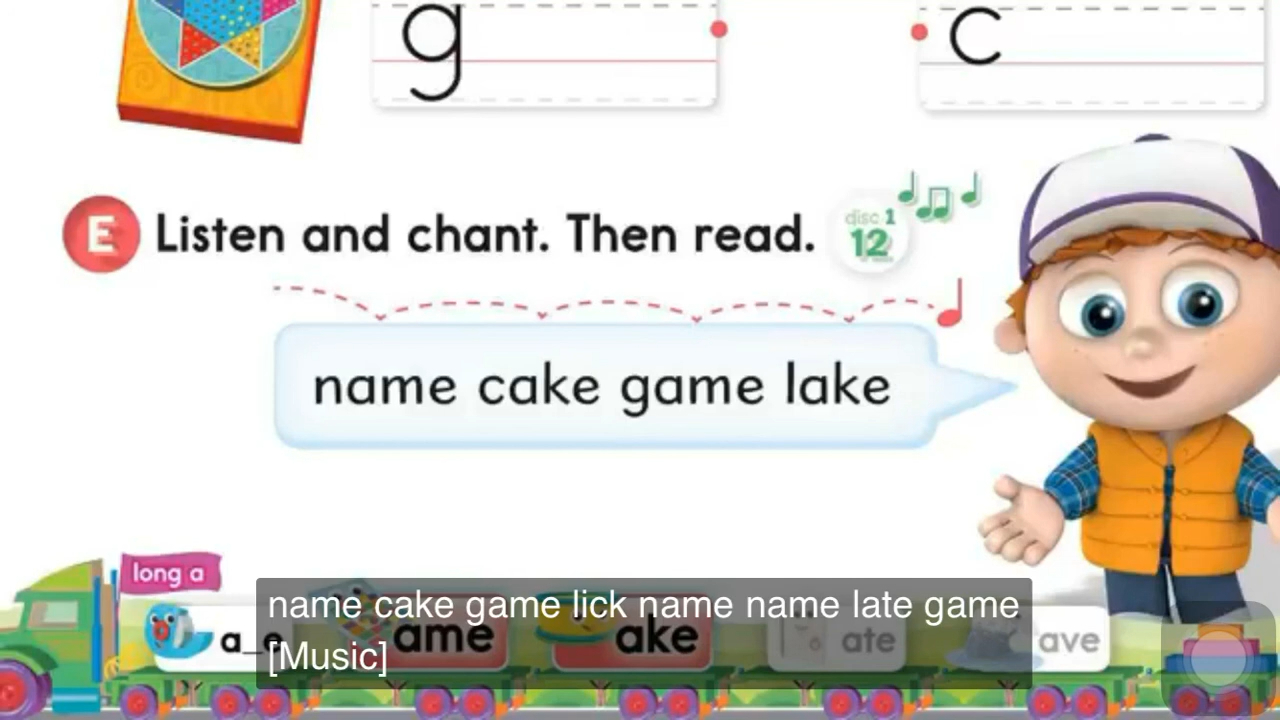 g
c
E Listen and chant. Then read. disc 1
12
name cake game lake
long a
name cake game lick name name late game
[Music]
a_e ame ake ate ave